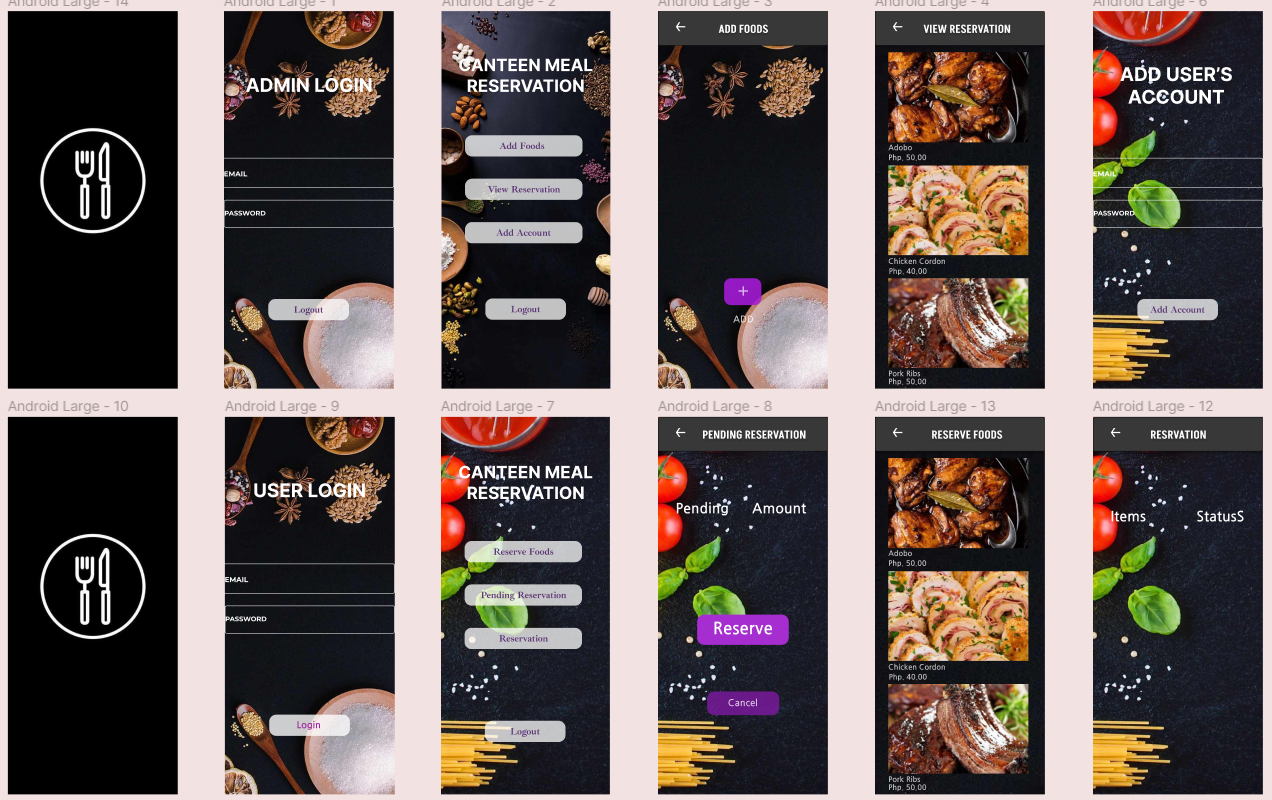 Android Large - 14
Android Large - 1
Android Large - 2
Android Large - 3
Android Large - 4
Android Large - 6
ADMIN LOGIN
EMAIL
PASSWORD
Logout
CANTEEN MEAL
RESERVATION
Add Foods
View Reservation
Add Account
Logout
ADD FOODS
+
ADD
VIEW RESERVATION
Adobo
Php. 50.00
Chicken Cordon
Php. 40.00
Pork Ribs
Php. 50.00
ADD USER'S
ACCOUNT
EMAIL
PASSWORD
Add Account
Android Large - 10
Android Large - 9
Android Large - 7
Android Large - 8
Android Large - 13
Android Large - 12
USER LOGIN
EMAIL
PASSWORD
Login
CANTEEN MEAL
RESERVATION
Reserve Foods
Pending Reservation
Reservation
Logout
PENDING RESERVATION
Pending Amount
Reserve
Cancel
RESERVE FOODS
Adobo
Php. 50.00
Chicken Cordon
Php. 40.00
Pork Ribs
Php. 50.00
RESRVATION
Items StatusS